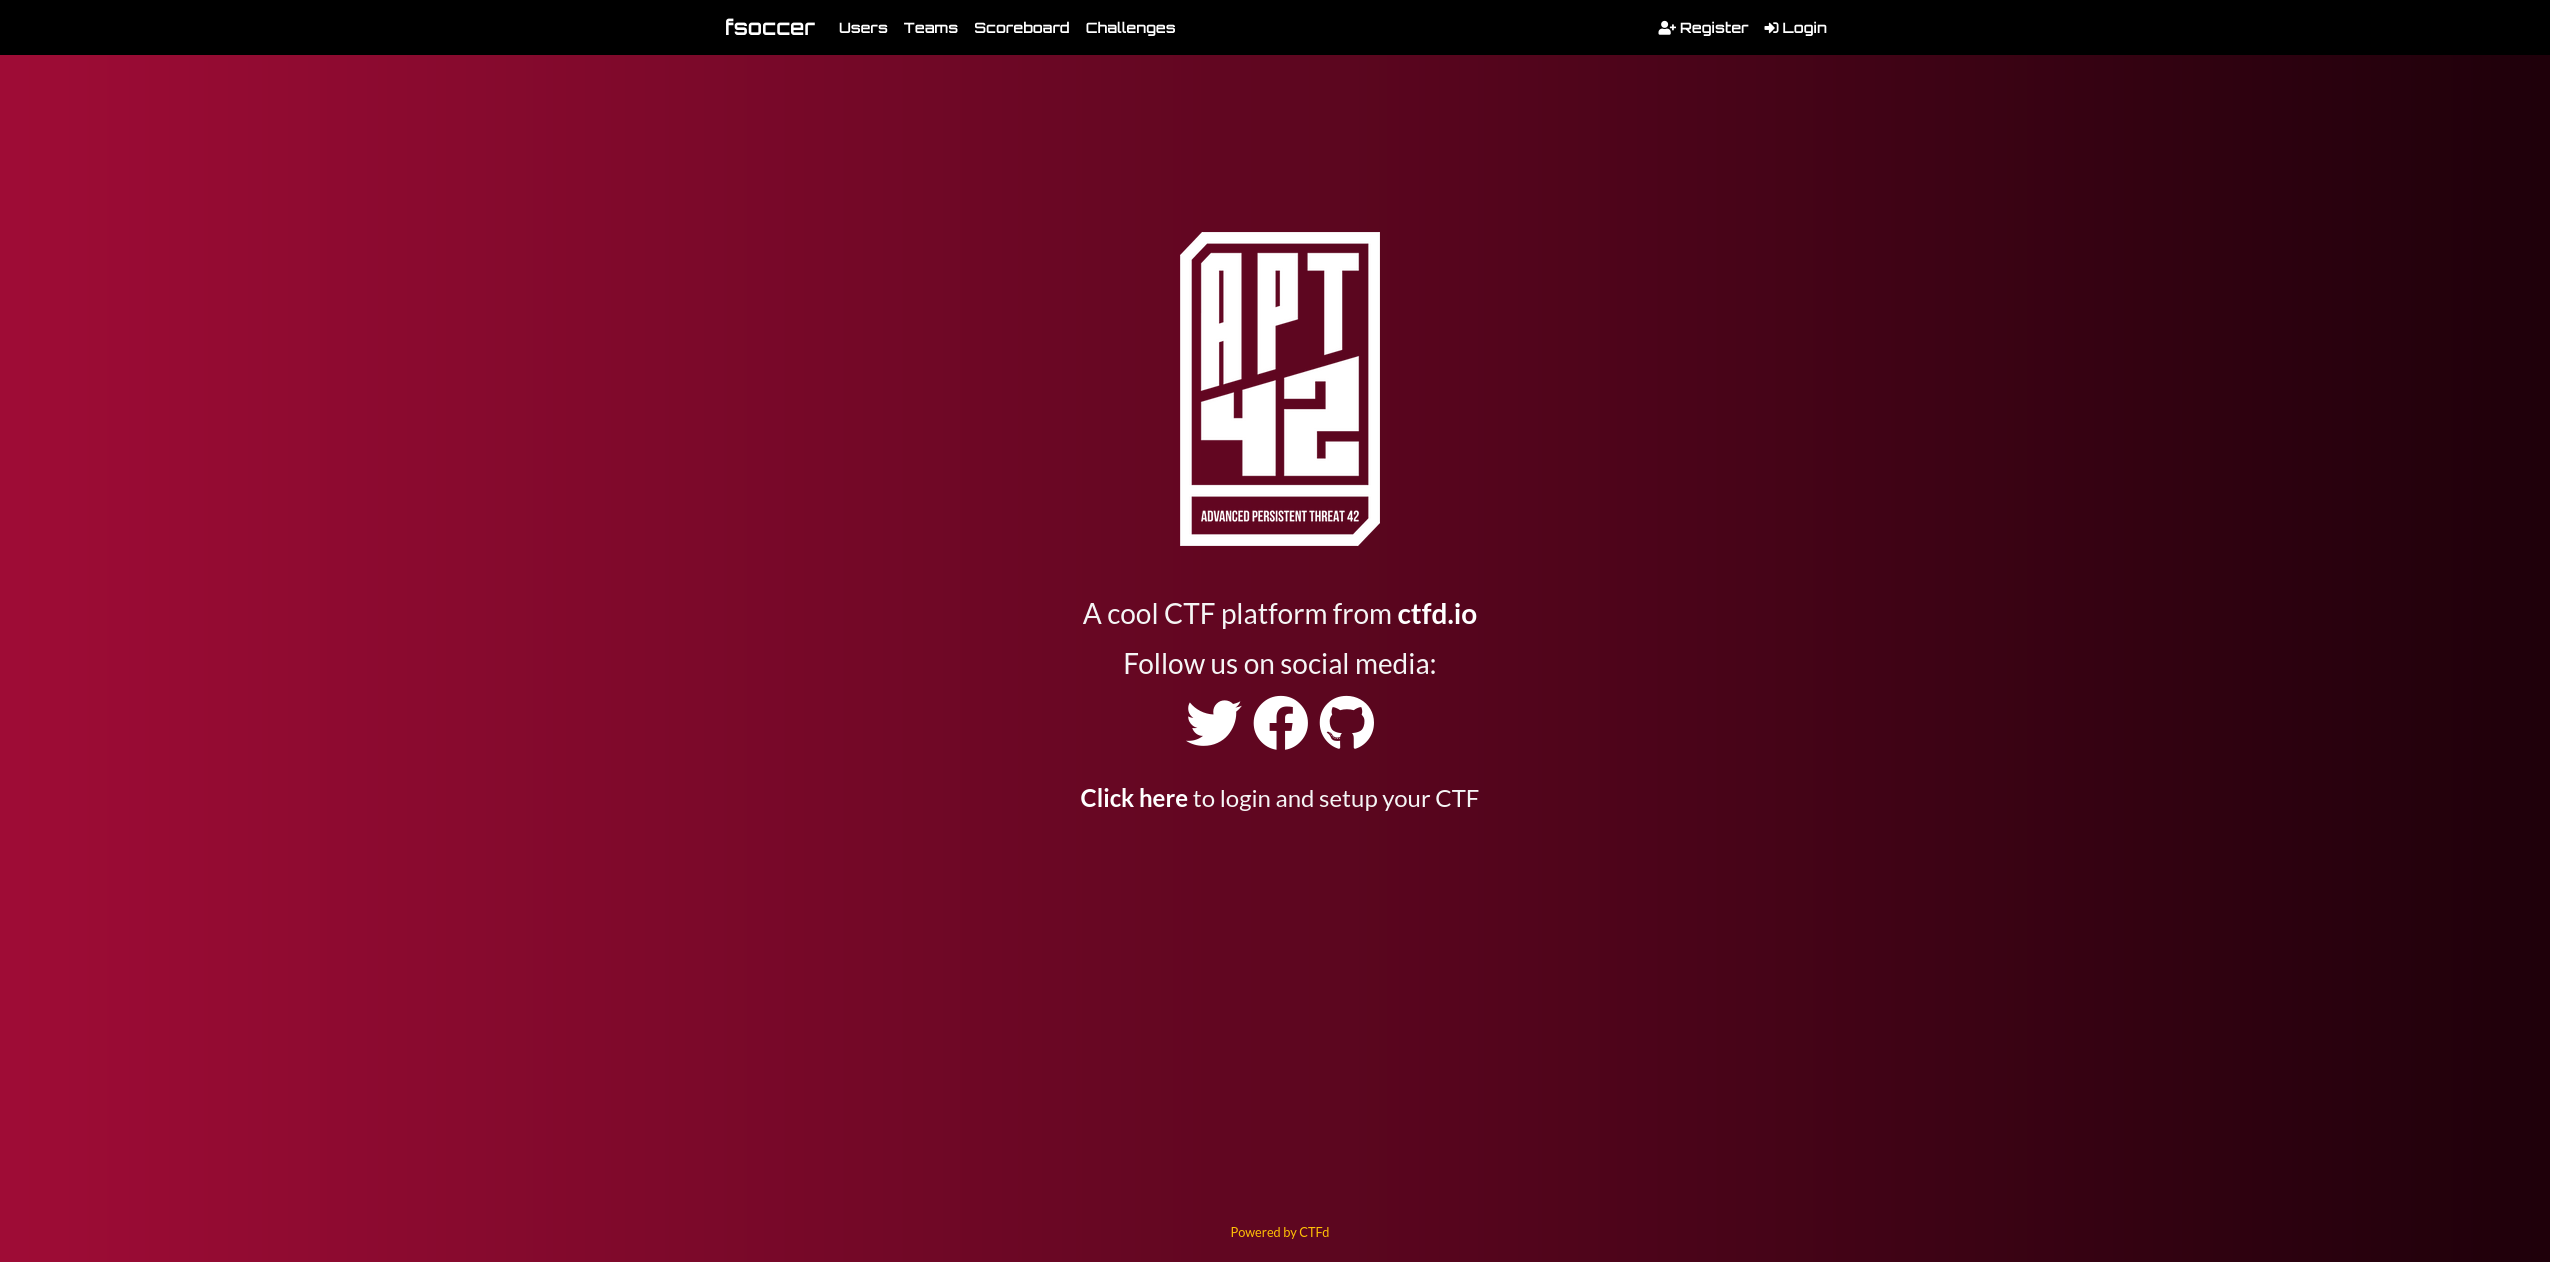 fsoccer Users Teams Scoreboard Challenges Register Login
APT
42
ADVANCED PERSISTENT THREAT 42
A cool CTF platform from ctfd.io
Follow us on social media:
Click here to login and setup your CTF
Powered by CTFd